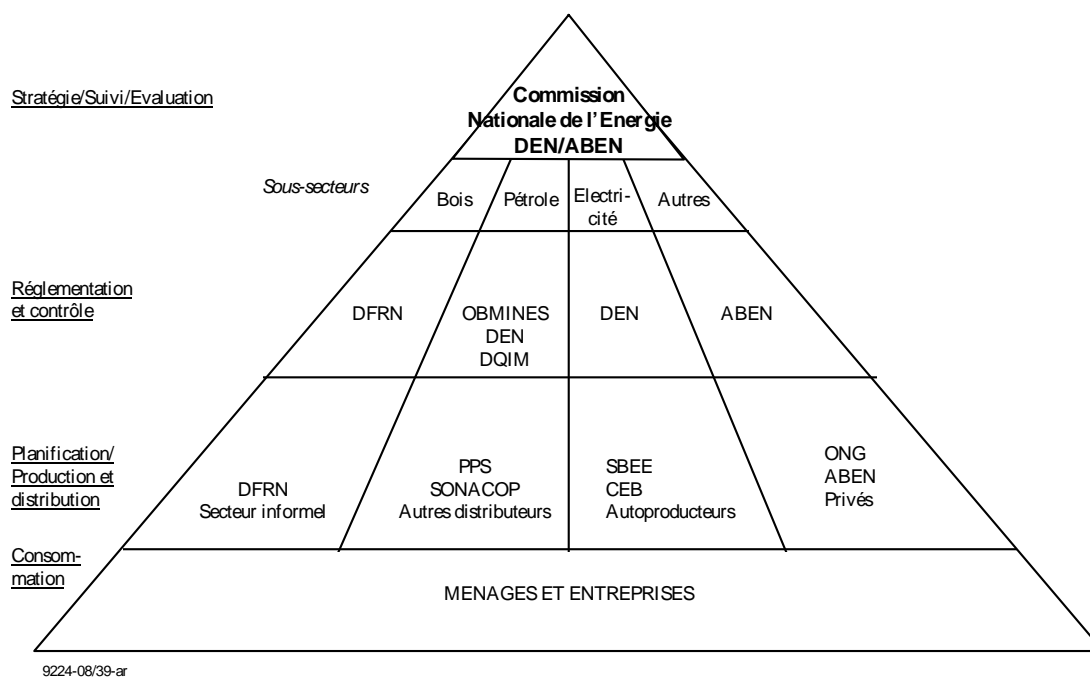 Stratégie/Suivi/Evaluation
Commission
Nationale de l'Energie
DEN/ABEN
Sous-secteurs
Bois
Pétrole
Electri-
cité
Autres
Réglementation
et contrôle
DFRN
OBMINES
DEN
DQIM
DEN
ABEN
Planification/
Production et
distribution
DFRN
Secteur informel
PPS
SONACOP
Autres distributeurs
SBEE
CEB
Autoproducteurs
ONG
ABEN
Privés
Consom-
mation
MENAGES ET ENTREPRISES
9224-08/39-ar